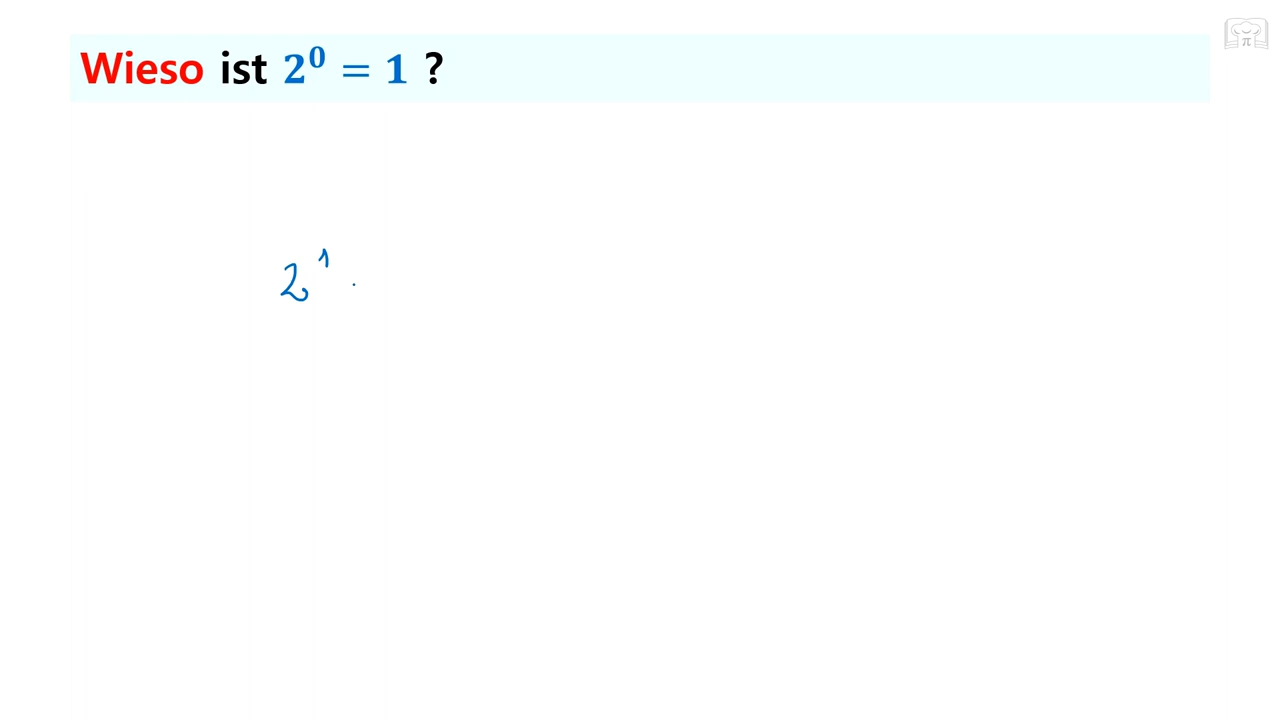 Wieso ist 2⁰ = 1 ?
2¹ ·